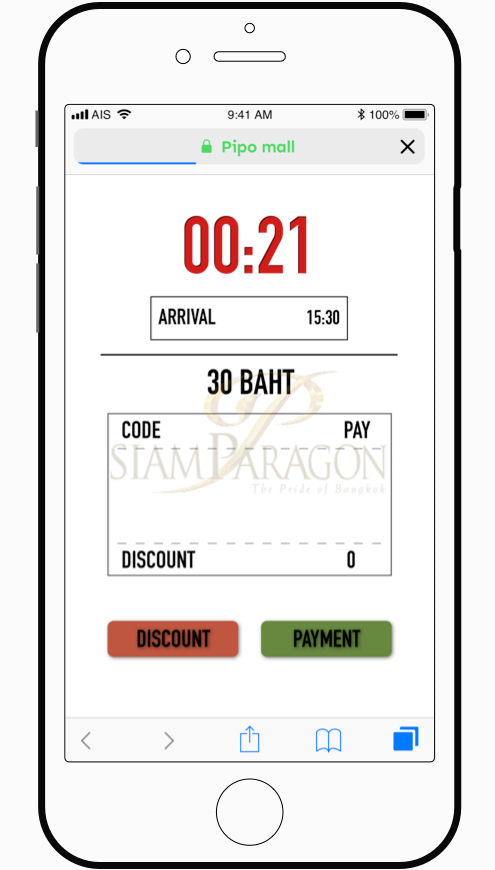 AIS 9:41 AM 100%
Pipo mall
00:21
ARRIVAL 15:30
30 BAHT
CODE PAY
SIAM PARAGON
The Pride of Bangkok
DISCOUNT 0
DISCOUNT PAYMENT